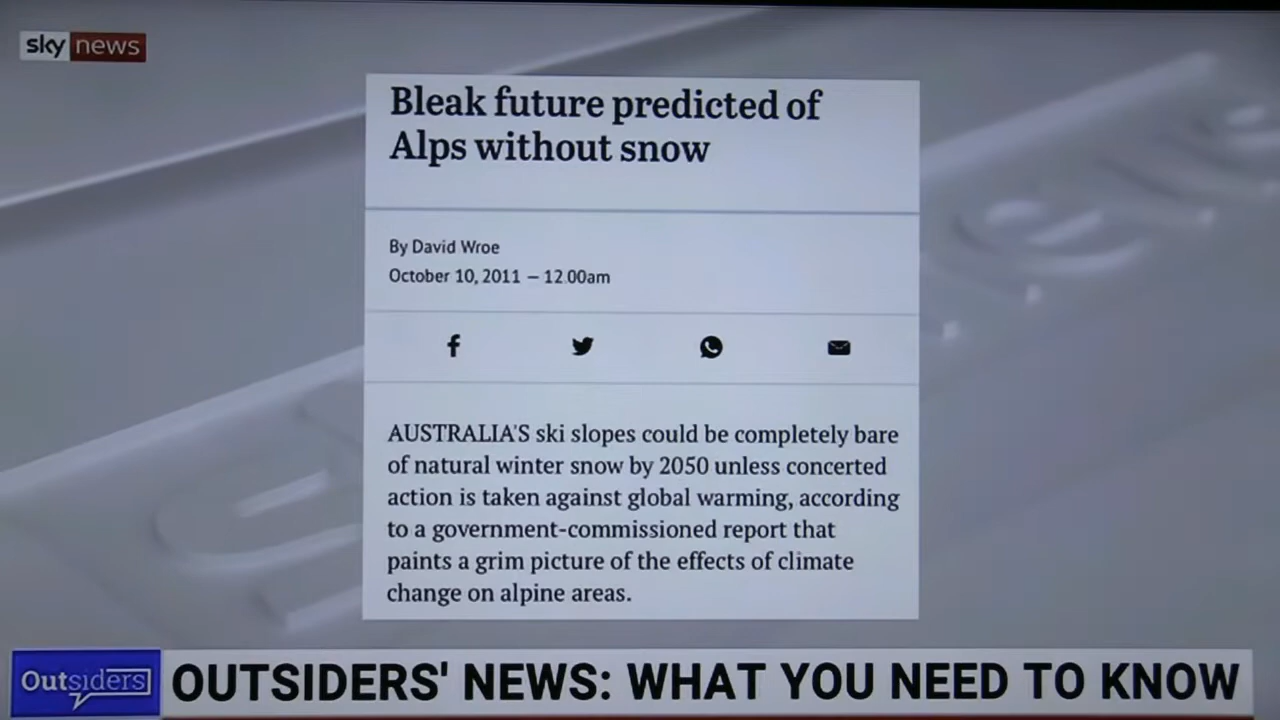 sky news
Bleak future predicted of
Alps without snow
By David Wroe
October 10, 2011 – 12.00am
AUSTRALIA'S ski slopes could be completely bare
of natural winter snow by 2050 unless concerted
action is taken against global warming, according
to a government-commissioned report that
paints a grim picture of the effects of climate
change on alpine areas.
Outsiders OUTSIDERS' NEWS: WHAT YOU NEED TO KNOW